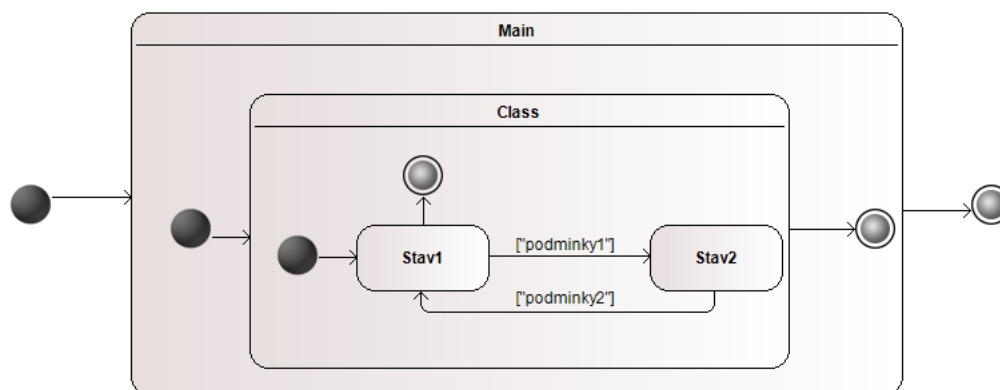 Main
Class
["podminky1"]
Stav1
Stav2
["podminky2"]